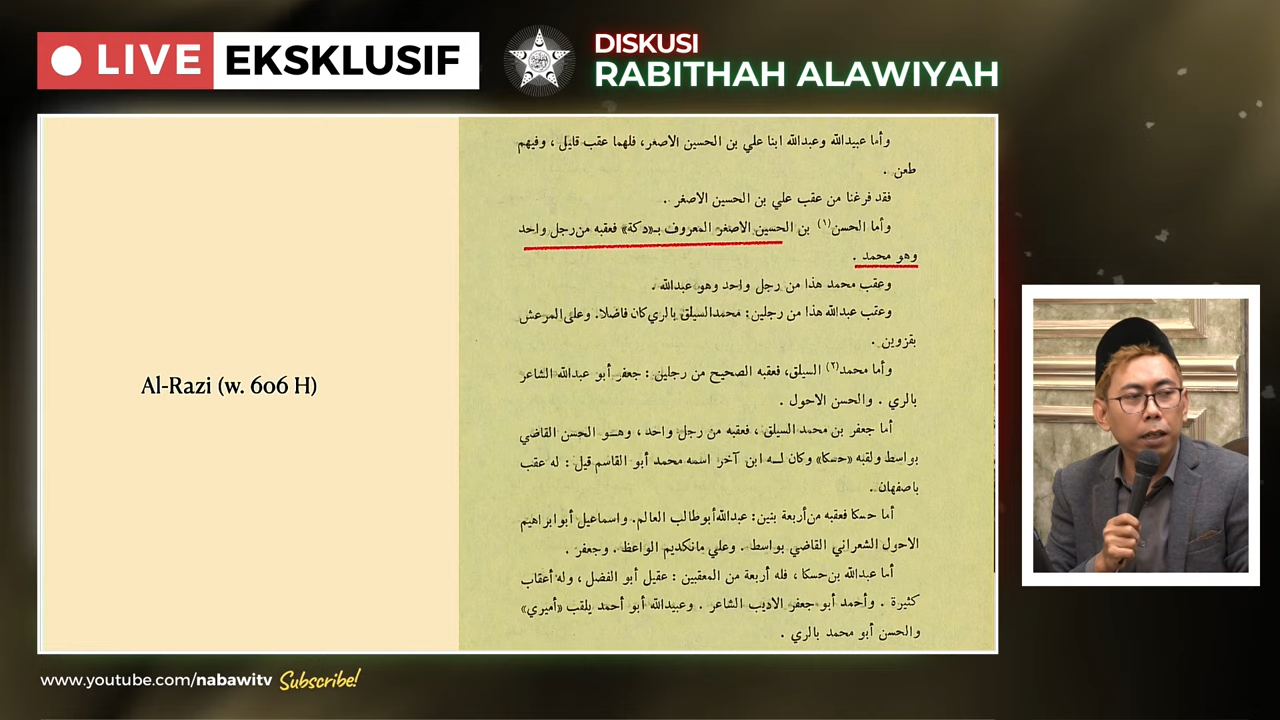 LIVE EKSKLUSIF
DISKUSI
RABITHAH ALAWIYAH
Al-Razi (w. 606 H)
وأما عبيدالله وعبدالله ابنا علي بن الحسين الاصغر، فلهما عقب قليل ، وفيهم
طعن .
فقد فرغنا من عقب علي بن الحسين الاصغر .
وأما الحسن(١) بن الحسين الاصغر المعروف بـ«دكة» فعقبه من رجل واحد
وهو محمد .
وعقب محمد هذا من رجل واحد وهو عبدالله .
وعقب عبدالله هذا من رجلين: محمد السيلق بالري كان فاضلا. وعلى المرعش
بقزوين .
وأما محمد(٢) السيلق، فعقبه الصحيح من رجلين : جعفر أبو عبدالله الشاعر
بالري . والحسن الاحول .
أما جعفر بن محمد السيلق ، فعقبه من رجل واحد ، وهــو الحسن القاضي
بواسط ولقبه «حسكا» وكان لــه ابن آخر اسمه محمد أبو القاسم قيل : له عقب
باصفهان .
أما حسكا فعقبه من أربعة بنين: عبدالله أبوطالب العالم. واسماعيل أبوابراهيم
الاحول الشعراني القاضي بواسط . وعلي مانكديم الواعظ . وجعفر .
أما عبدالله بن حسكا ، فله أربعة من المعقبين : عقيل أبو الفضل ، وله أعقاب
كثيرة . وأحمد أبو جعفر الاديب الشاعر . وعبيدالله أبو أحمد يلقب «أميري»
والحسن أبو محمد بالري .
www.youtube.com/nabawitv Subscribe!